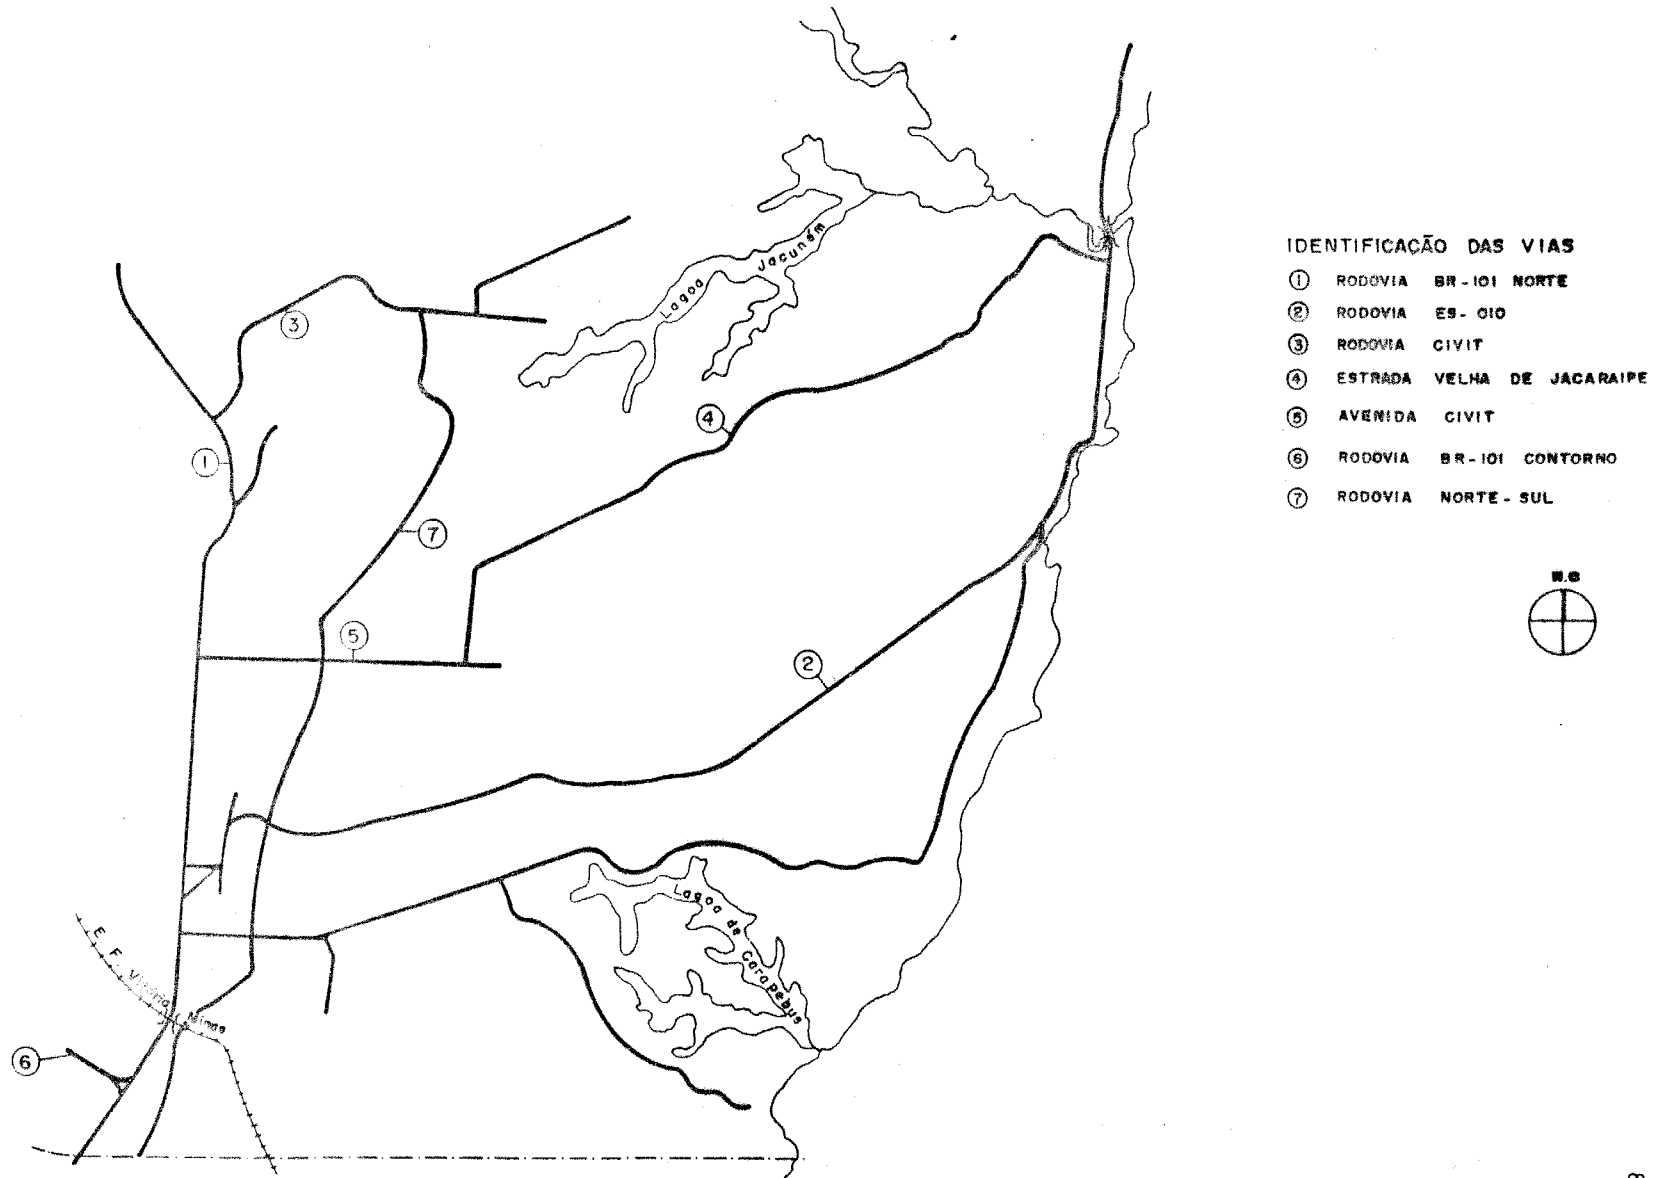 IDENTIFICAÇÃO DAS VIAS
1 RODOVIA BR-101 NORTE
2 RODOVIA ES-010
3 RODOVIA CIVIT
4 ESTRADA VELHA DE JACARAIPE
5 AVENIDA CIVIT
6 RODOVIA BR-101 CONTORNO
7 RODOVIA NORTE-SUL
Lagoa Jacuném
3
4
1
7
5
2
Lagoa de Carapebus
E. F. Vitória Minas
6